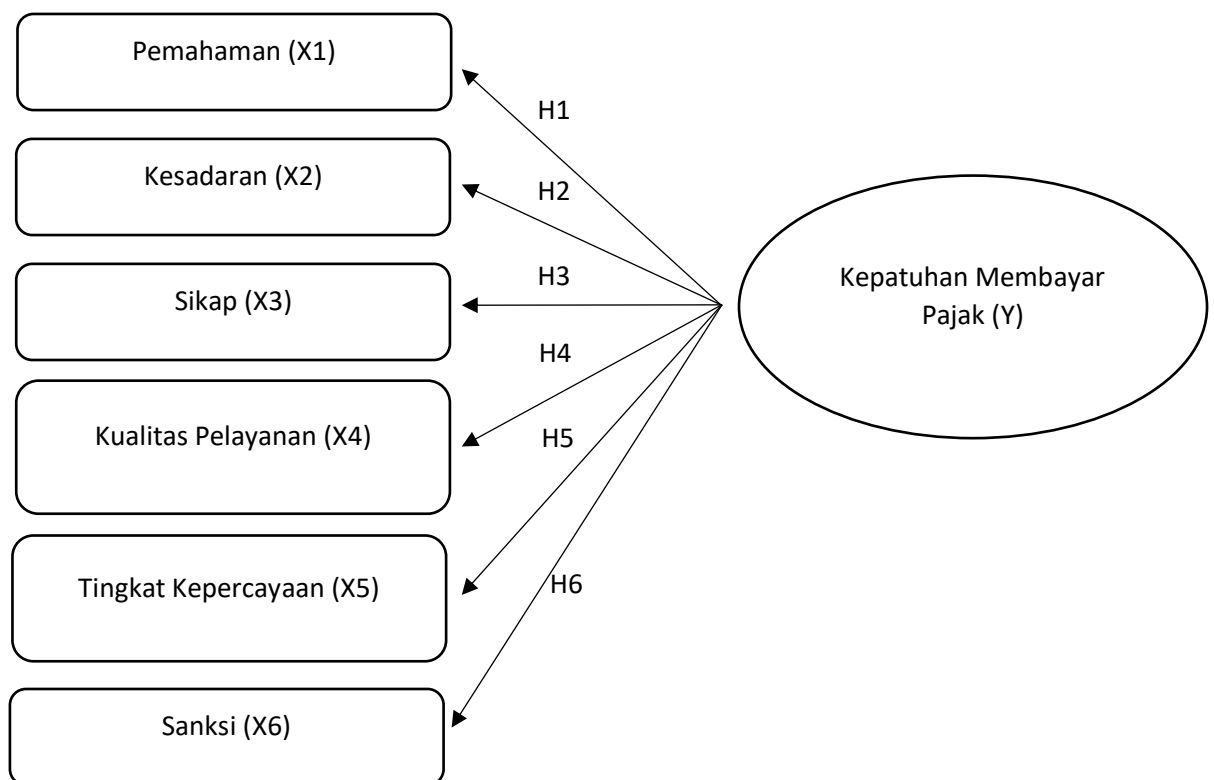 Pemahaman (X1)
H1
Kesadaran (X2)
H2
Sikap (X3)
H3
Kepatuhan Membayar
Pajak (Y)
H4
Kualitas Pelayanan (X4)
H5
Tingkat Kepercayaan (X5)
H6
Sanksi (X6)